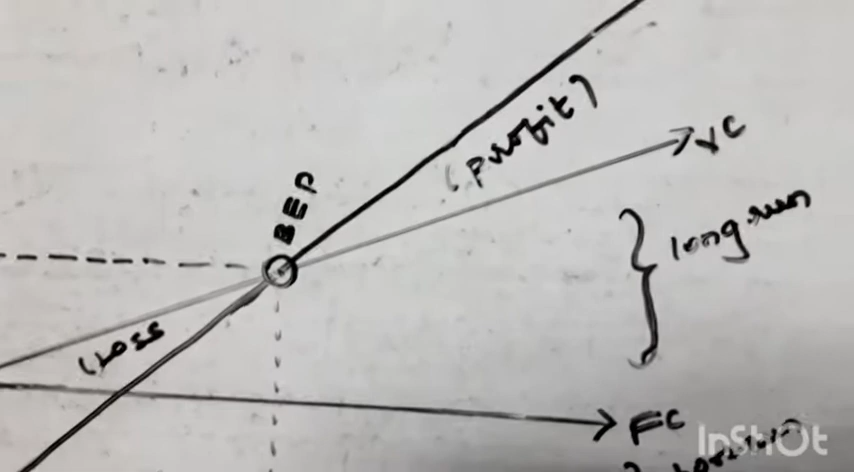 (profit)
VC
BEP
long run
(Loss
FC
InShOt